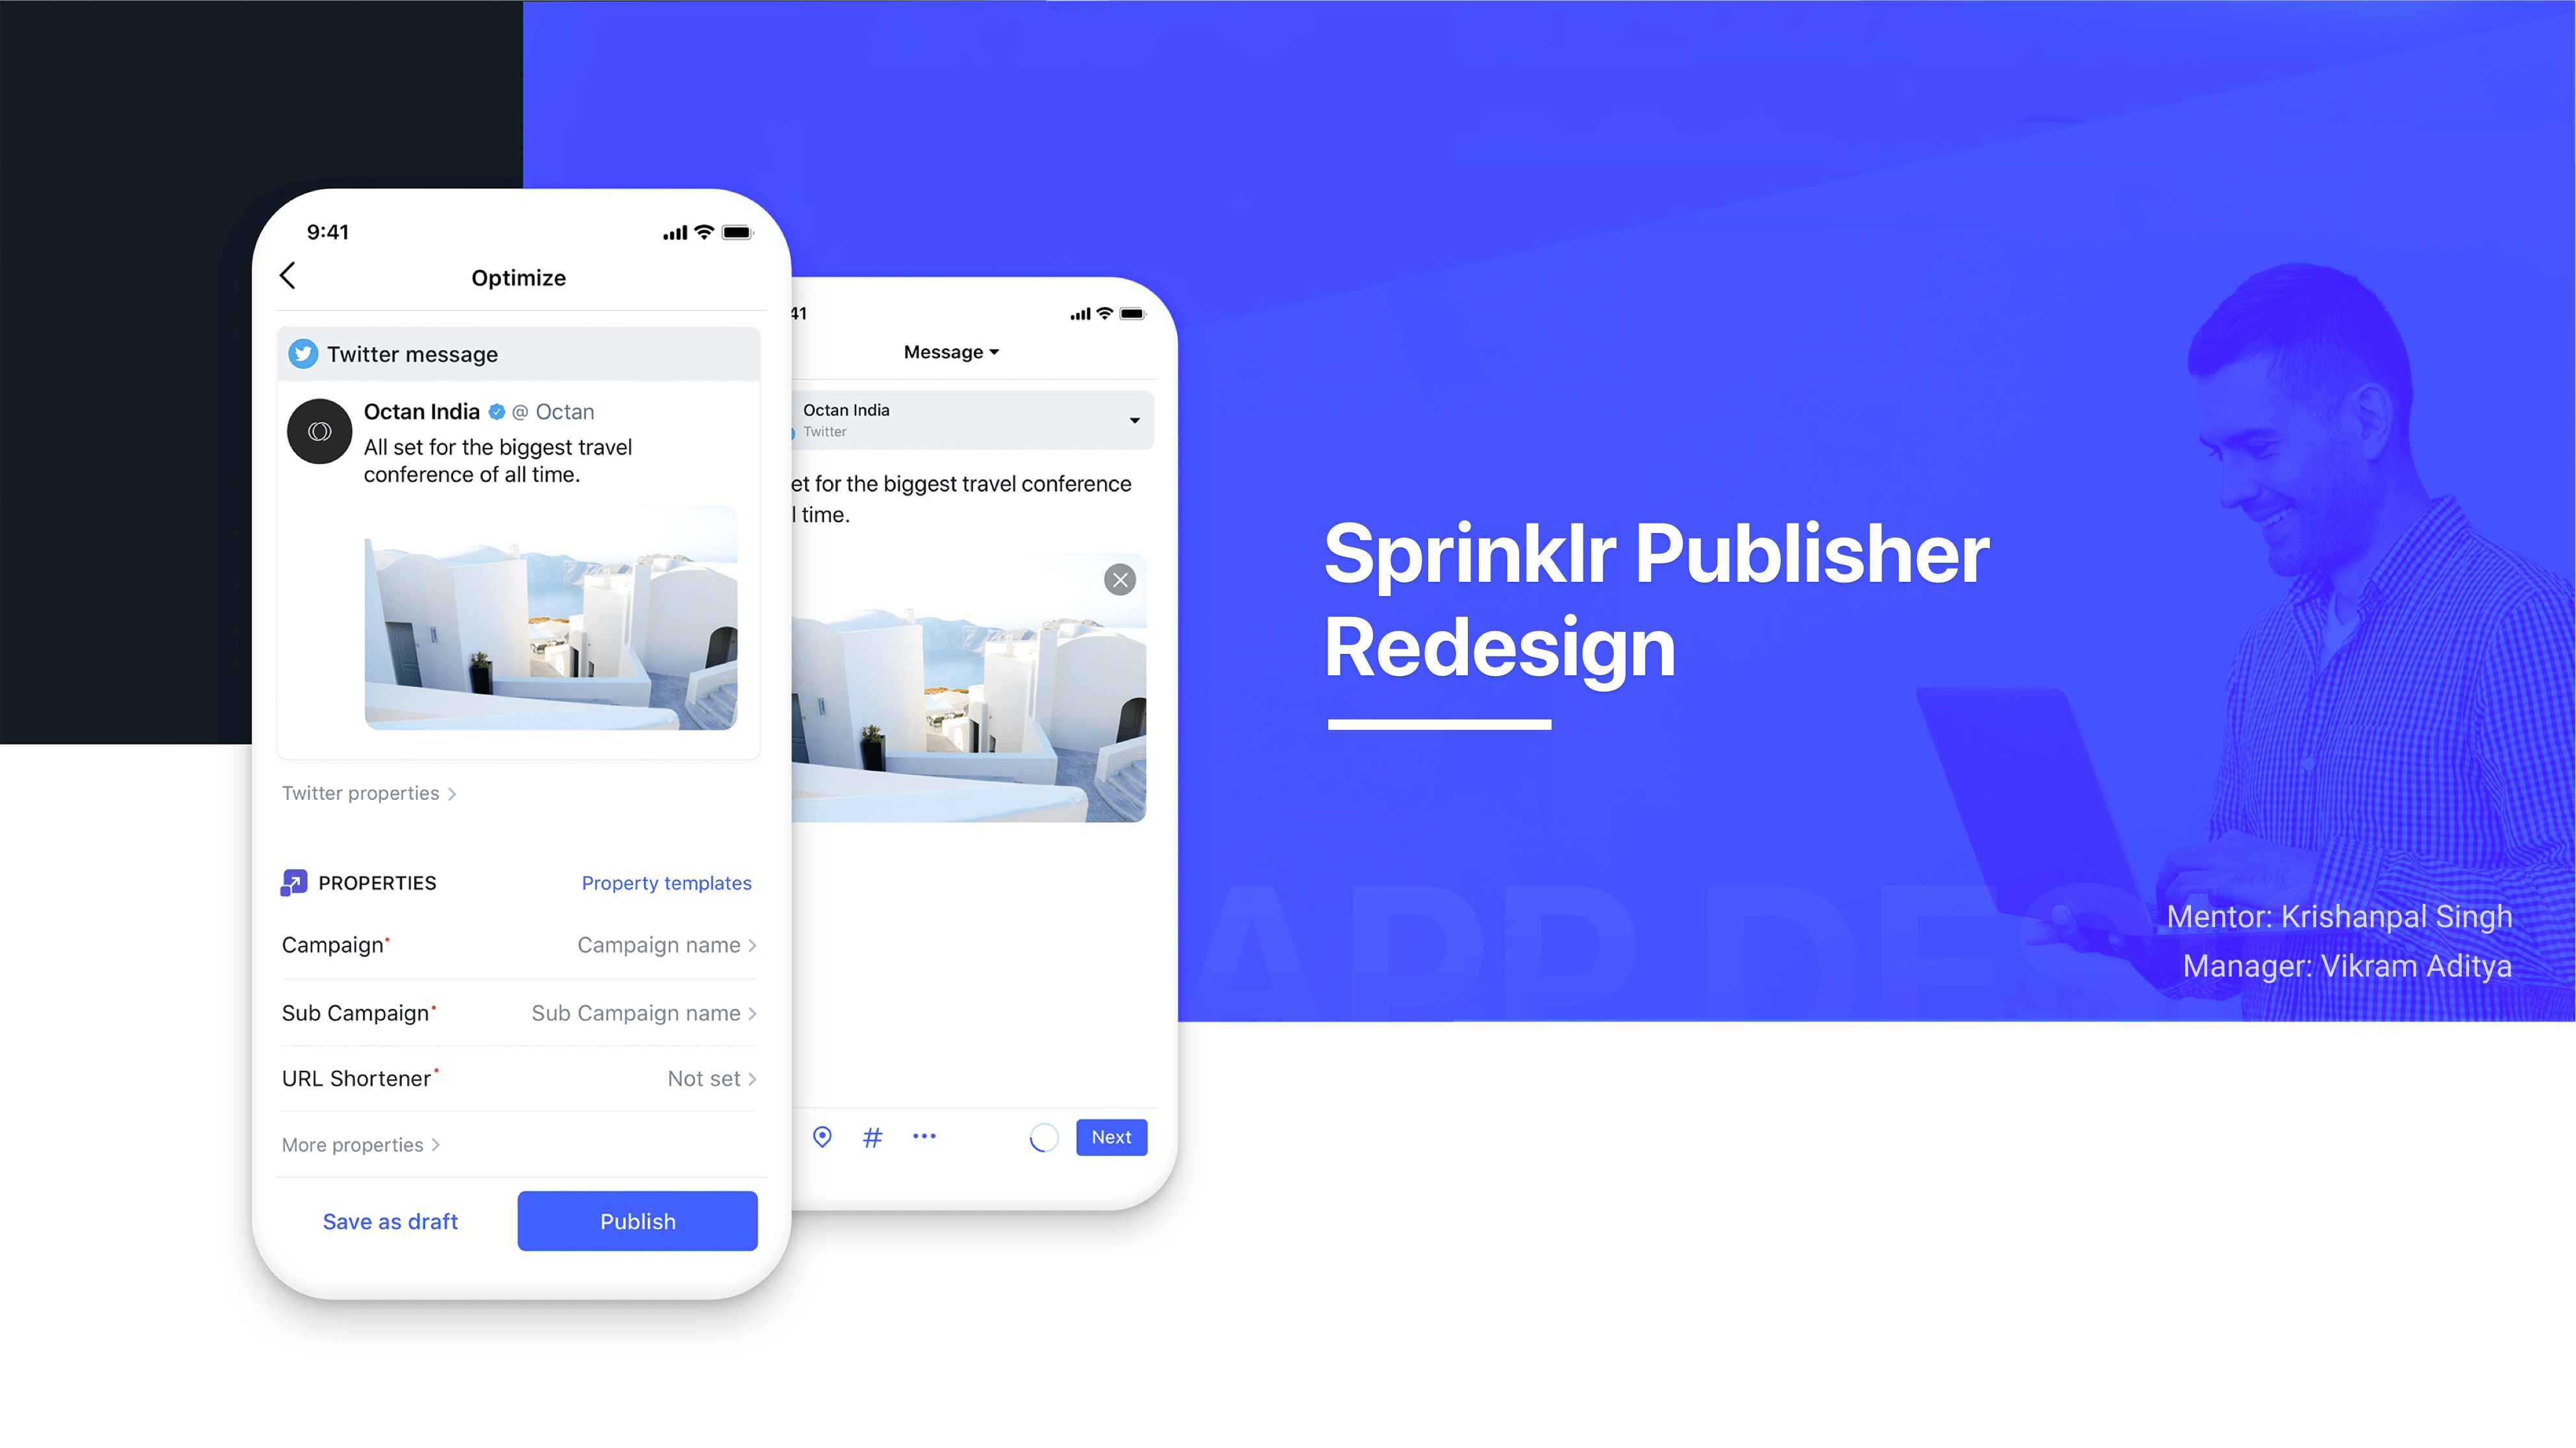 9:41
Optimize
Twitter message
Octan India @ Octan
All set for the biggest travel
conference of all time.
Twitter properties
PROPERTIES Property templates
Campaign* Campaign name
Sub Campaign* Sub Campaign name
URL Shortener* Not set
More properties
Save as draft Publish
41
Message
Octan India
Twitter
et for the biggest travel conference
l time.
# Next
Sprinklr Publisher
Redesign
APP DES
Mentor: Krishanpal Singh
Manager: Vikram Aditya